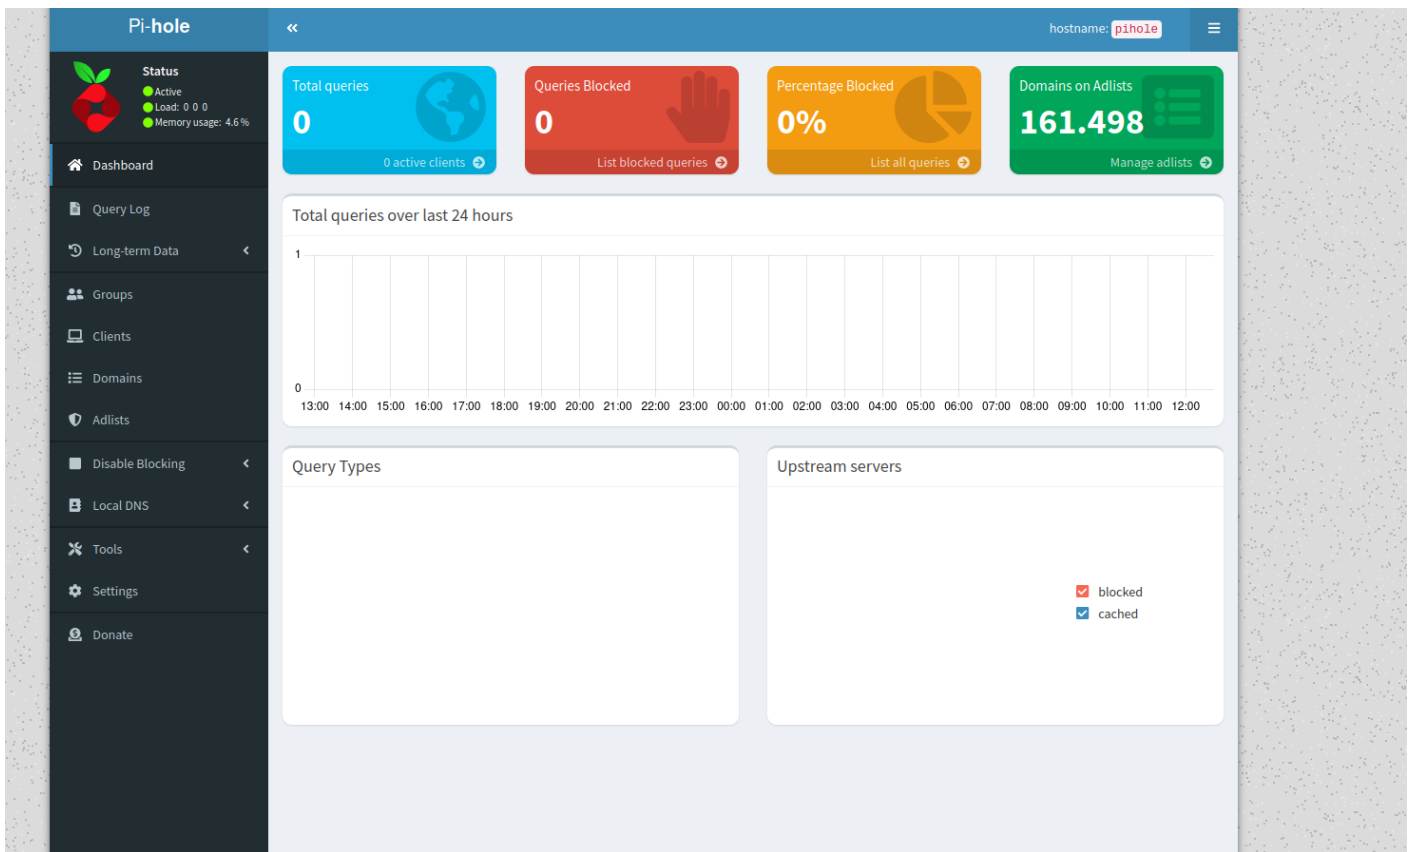 Pi-hole
hostname: pihole
Status
Active
Load: 0 0 0
Memory usage: 4.6 %
Dashboard
Query Log
Long-term Data
Groups
Clients
Domains
Adlists
Disable Blocking
Local DNS
Tools
Settings
Donate
Total queries
0
0 active clients
Queries Blocked
0
List blocked queries
Percentage Blocked
0%
List all queries
Domains on Adlists
161.498
Manage adlists
Total queries over last 24 hours
1
0
13:00 14:00 15:00 16:00 17:00 18:00 19:00 20:00 21:00 22:00 23:00 00:00 01:00 02:00 03:00 04:00 05:00 06:00 07:00 08:00 09:00 10:00 11:00 12:00
Query Types
Upstream servers
blocked
cached